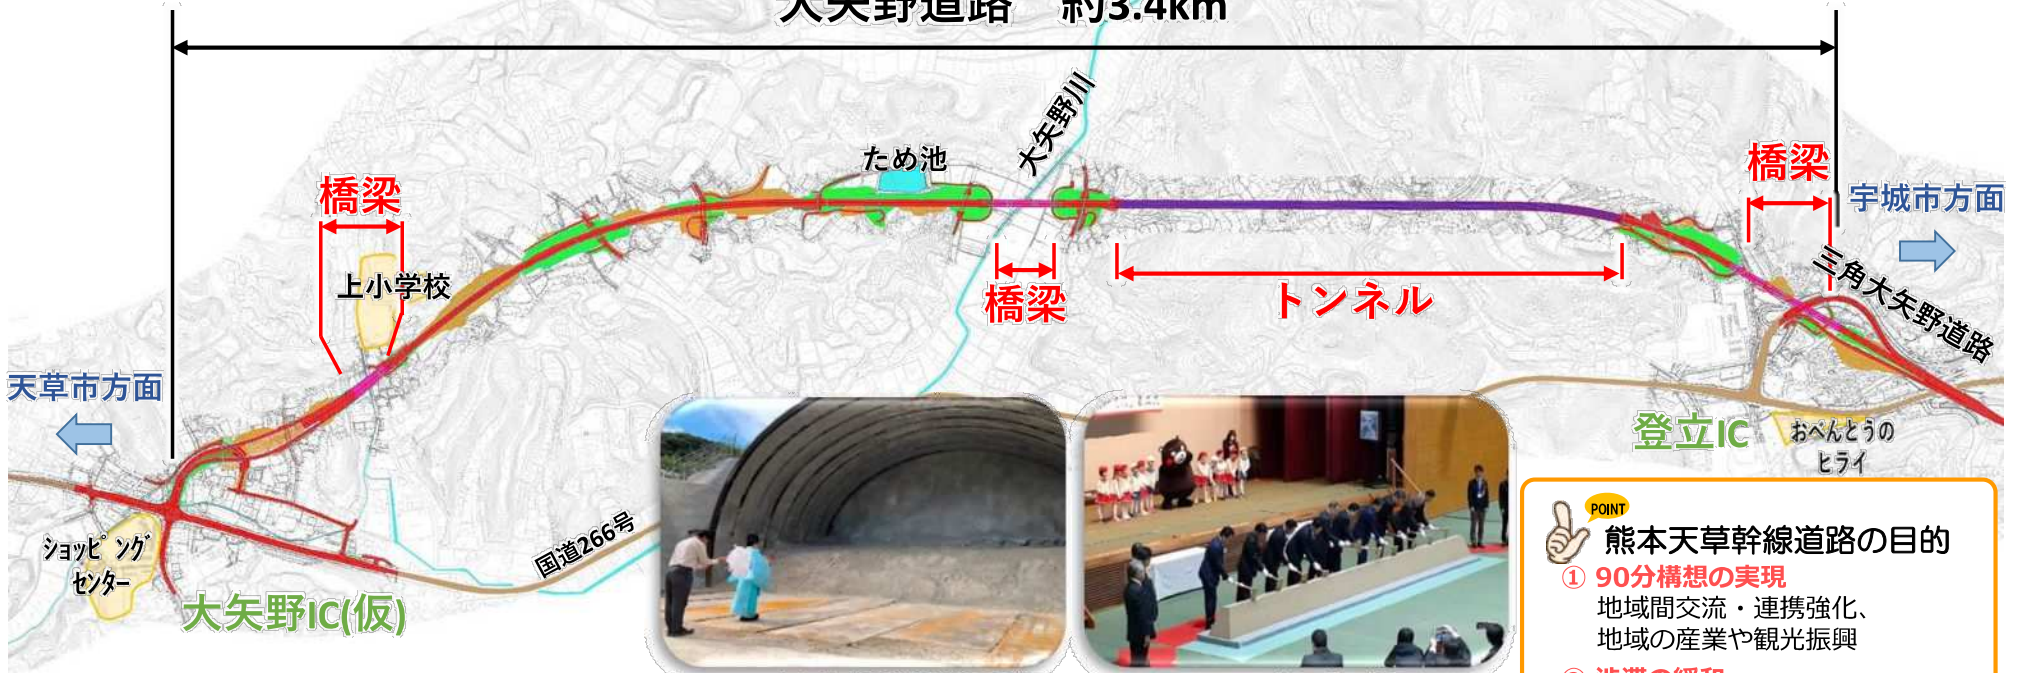 大矢野道路 約3.4km
大矢野川
ため池
橋梁
橋梁
宇城市方面
上小学校
三角大矢野道路
橋梁
トンネル
天草市方面
登立IC
おべんとうの
ヒライ
国道266号
ショッピング
センター
大矢野IC(仮)
POINT
熊本天草幹線道路の目的
① 90分構想の実現
地域間交流・連携強化、
地域の産業や観光振興
② 渋滞の緩和